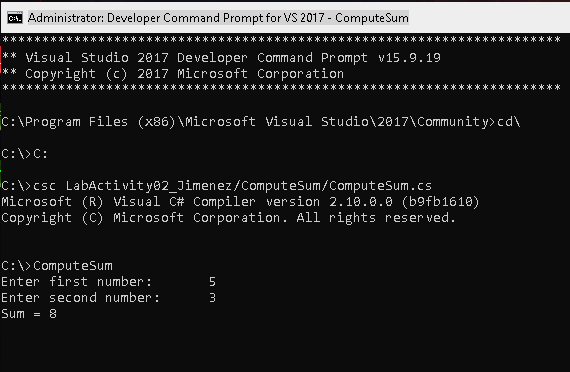 Administrator: Developer Command Prompt for VS 2017 - ComputeSum
**********************************************************************
** Visual Studio 2017 Developer Command Prompt v15.9.19
** Copyright (c) 2017 Microsoft Corporation
**********************************************************************
C:\Program Files (x86)\Microsoft Visual Studio\2017\Community>cd\
C:\>C:
C:\>csc LabActivity02_Jimenez/ComputeSum/ComputeSum.cs
Microsoft (R) Visual C# Compiler version 2.10.0.0 (b9fb1610)
Copyright (C) Microsoft Corporation. All rights reserved.
C:\>ComputeSum
Enter first number:       5
Enter second number:      3
Sum = 8